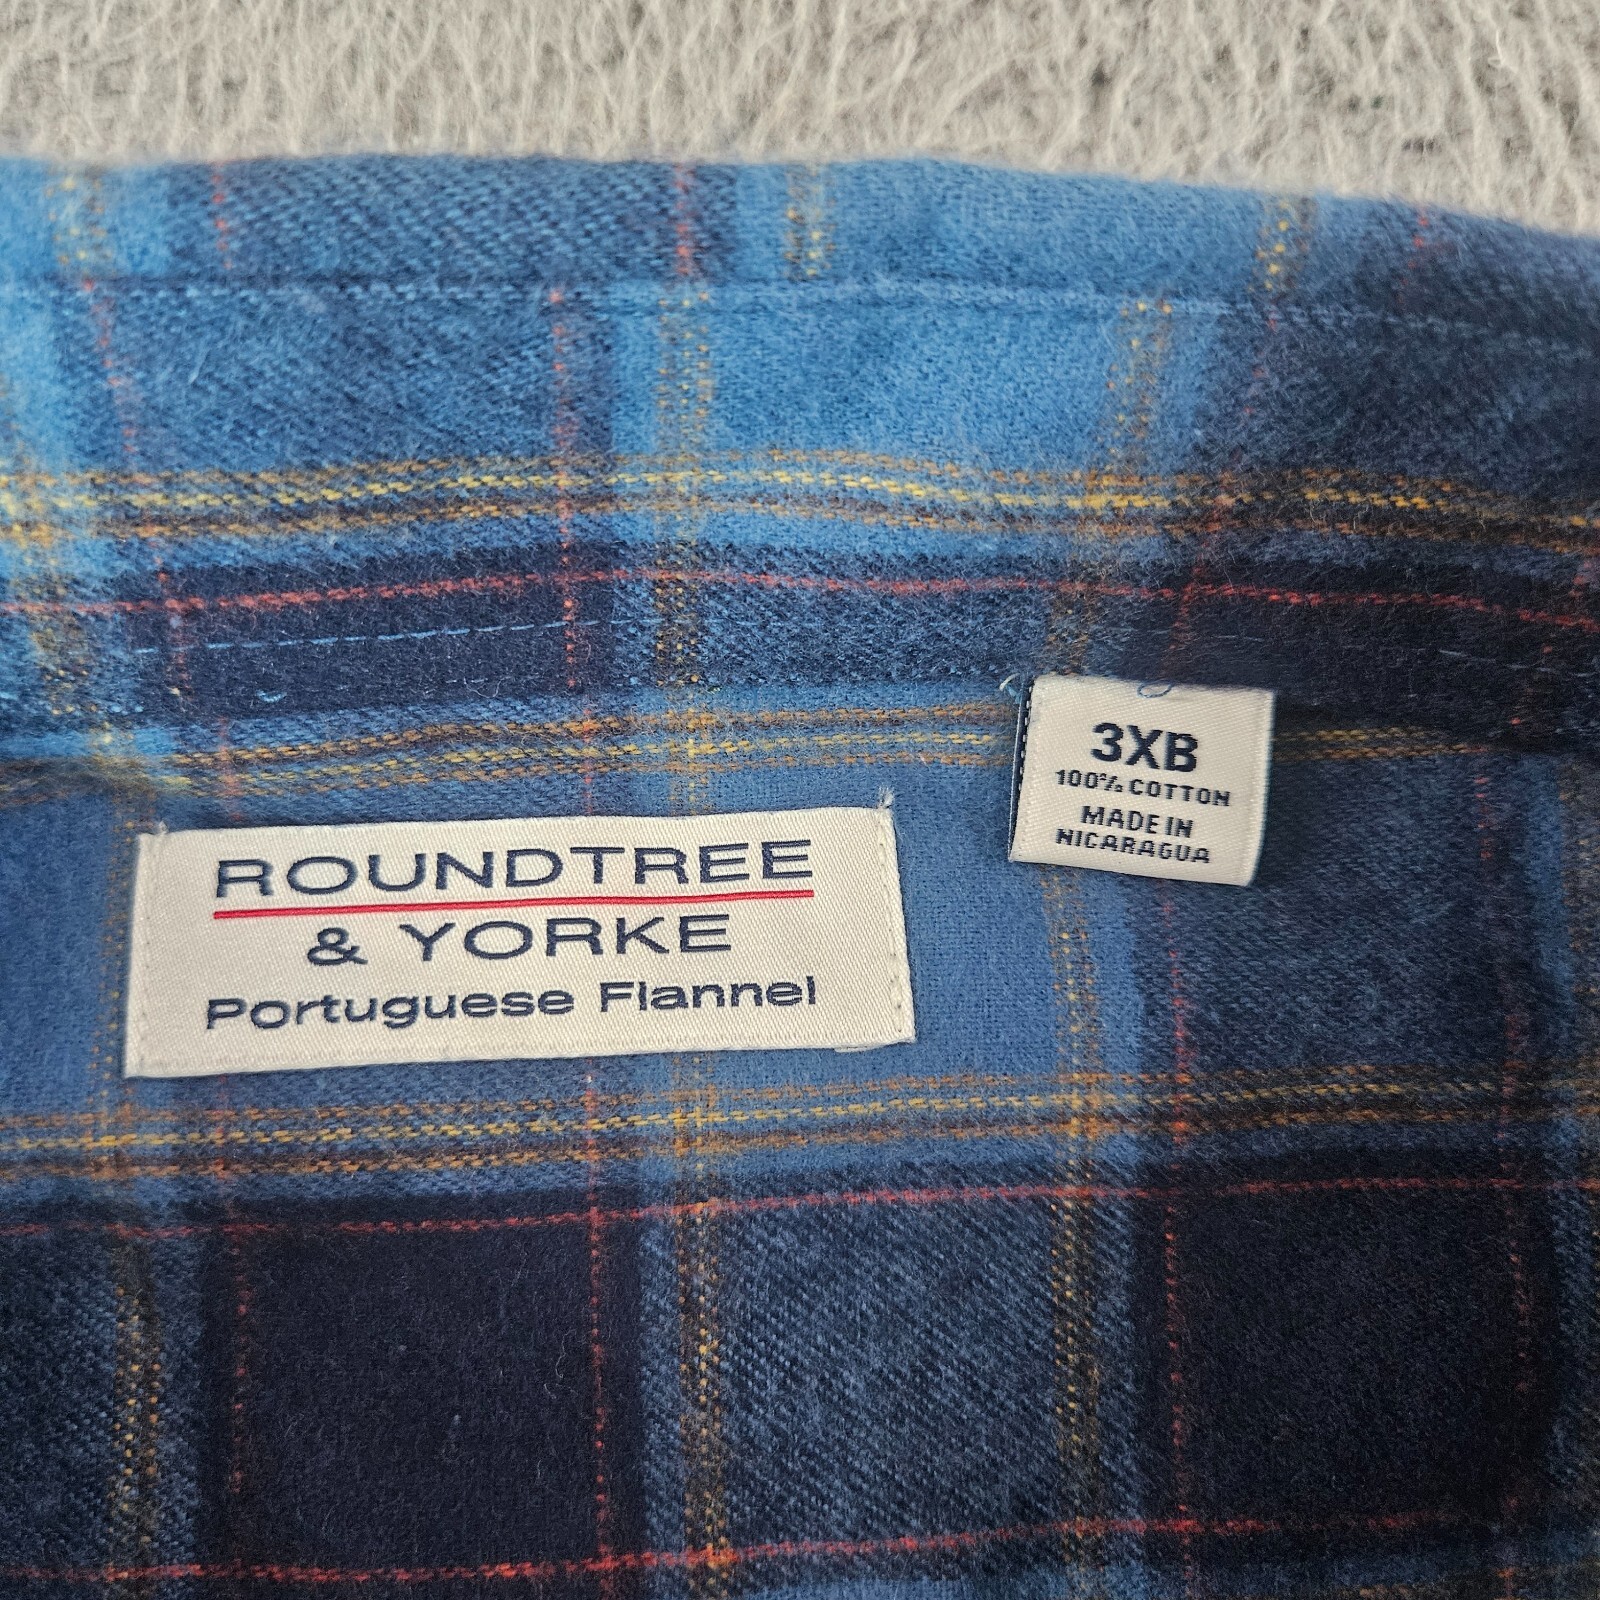 ROUNDTREE
& YORKE
Portuguese Flannel
3XB
100% COTTON
MADE IN
NICARAGUA